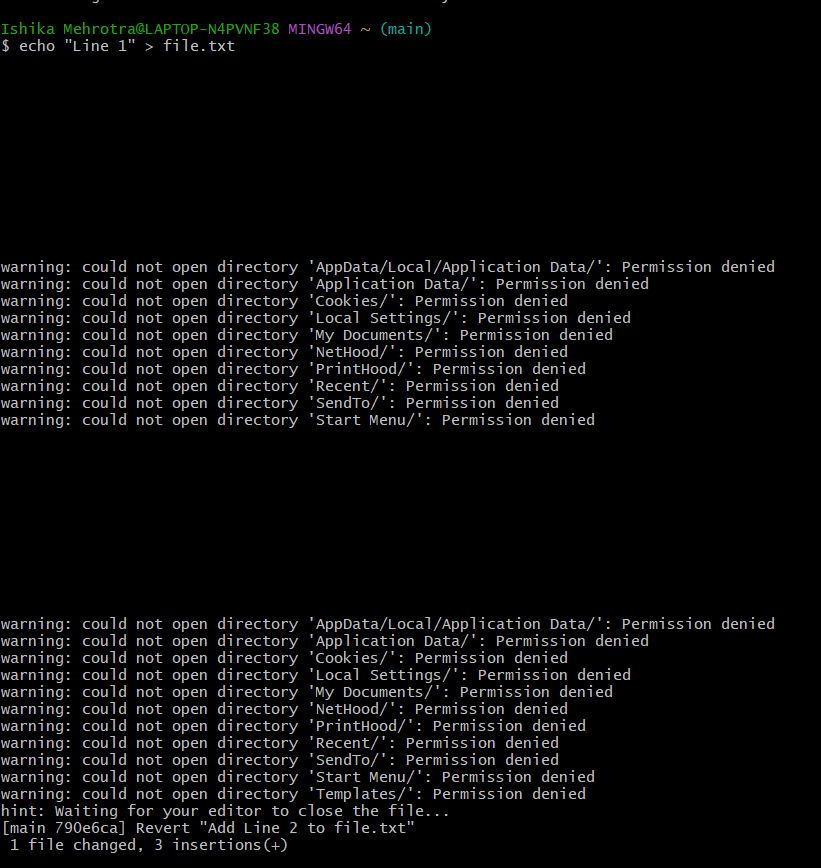 Ishika Mehrotra@LAPTOP-N4PVNF38 MINGW64 ~ (main)
$ echo "Line 1" > file.txt
warning: could not open directory 'AppData/Local/Application Data/': Permission denied
warning: could not open directory 'Application Data/': Permission denied
warning: could not open directory 'Cookies/': Permission denied
warning: could not open directory 'Local Settings/': Permission denied
warning: could not open directory 'My Documents/': Permission denied
warning: could not open directory 'NetHood/': Permission denied
warning: could not open directory 'PrintHood/': Permission denied
warning: could not open directory 'Recent/': Permission denied
warning: could not open directory 'SendTo/': Permission denied
warning: could not open directory 'Start Menu/': Permission denied
warning: could not open directory 'AppData/Local/Application Data/': Permission denied
warning: could not open directory 'Application Data/': Permission denied
warning: could not open directory 'Cookies/': Permission denied
warning: could not open directory 'Local Settings/': Permission denied
warning: could not open directory 'My Documents/': Permission denied
warning: could not open directory 'NetHood/': Permission denied
warning: could not open directory 'PrintHood/': Permission denied
warning: could not open directory 'Recent/': Permission denied
warning: could not open directory 'SendTo/': Permission denied
warning: could not open directory 'Start Menu/': Permission denied
warning: could not open directory 'Templates/': Permission denied
hint: Waiting for your editor to close the file...
[main 790e6ca] Revert "Add Line 2 to file.txt"
 1 file changed, 3 insertions(+)